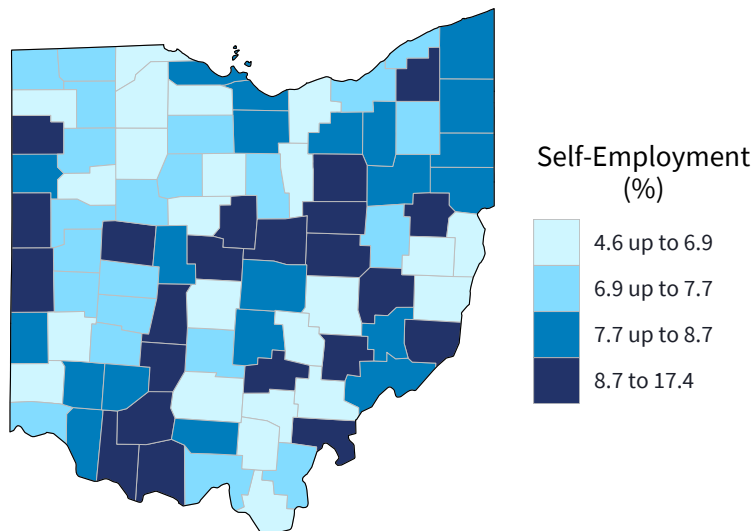 Self-Employment
(%)
4.6 up to 6.9
6.9 up to 7.7
7.7 up to 8.7
8.7 to 17.4